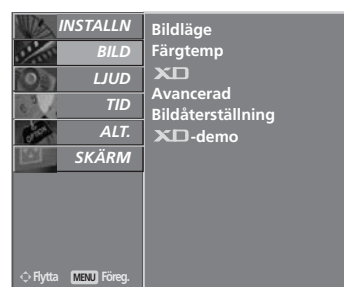 INSTALLN
BILD
LJUD
TID
ALT.
SKÄRM
Flytta MENU Föreg.
Bildläge
Färgtemp
XD
Avancerad
Bildåterställning
XD-demo